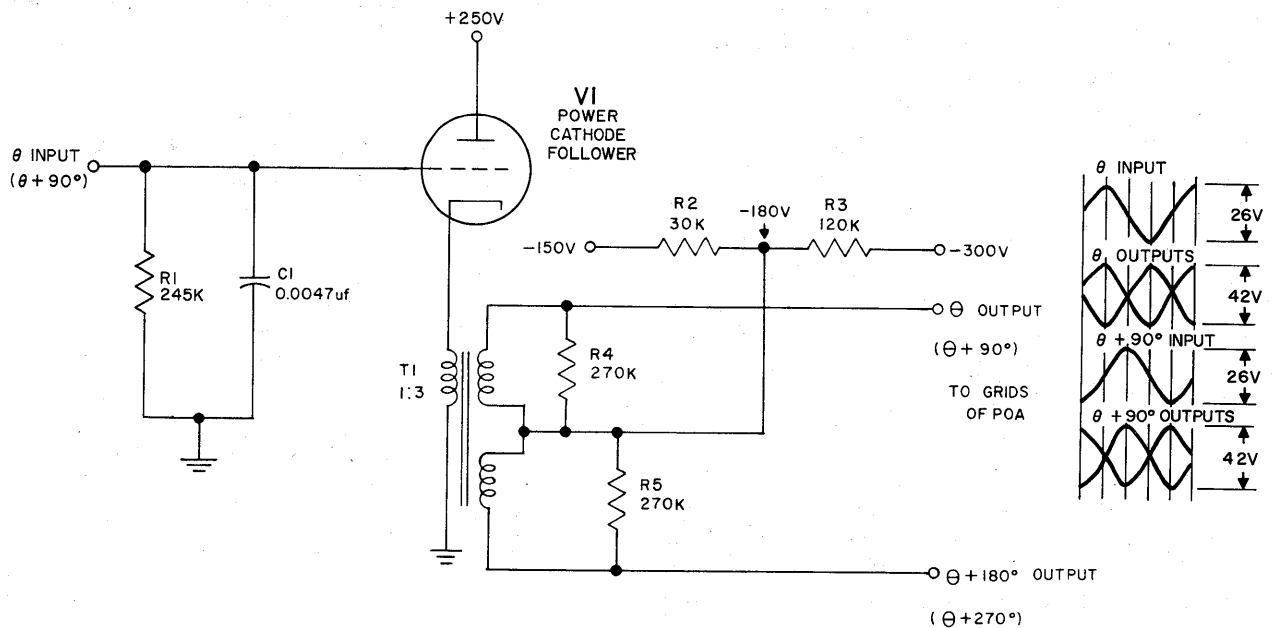 +250V
V1
POWER
CATHODE
FOLLOWER
θ INPUT
(θ+90°)
R1
245K
C1
0.0047uf
R2
30K
-180V
R3
120K
-150V
-300V
T1
1:3
R4
270K
R5
270K
θ OUTPUT
(θ+90°)
TO GRIDS
OF POA
θ+180° OUTPUT
(θ+270°)
θ INPUT
26V
θ OUTPUTS
42V
θ + 90° INPUT
26V
θ +90° OUTPUTS
42V